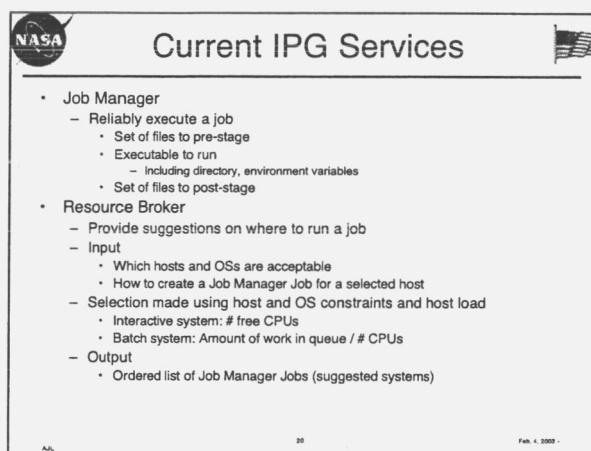 NASA
Current IPG Services
• Job Manager
– Reliably execute a job
• Set of files to pre-stage
• Executable to run
– Including directory, environment variables
• Set of files to post-stage
• Resource Broker
– Provide suggestions on where to run a job
– Input
• Which hosts and OSs are acceptable
• How to create a Job Manager Job for a selected host
– Selection made using host and OS constraints and host load
• Interactive system: # free CPUs
• Batch system: Amount of work in queue / # CPUs
– Output
• Ordered list of Job Manager Jobs (suggested systems)
AJL
20
Feb. 4, 2003 -